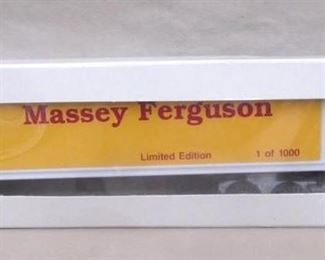 Massey Ferguson
Limited Edition 1 of 1000